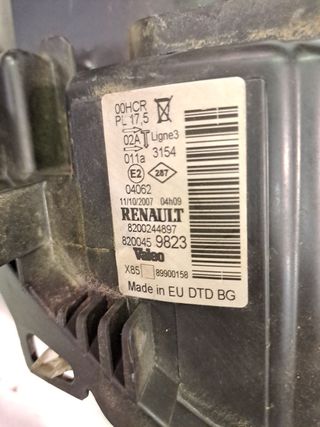 00HCR
PL 17,5
02A Ligne3
011a 3154
E2 287
04062
11/10/2007 04h09
RENAULT
8200244897
820045 9823
Valeo
X85 89900158
Made in EU DTD BG